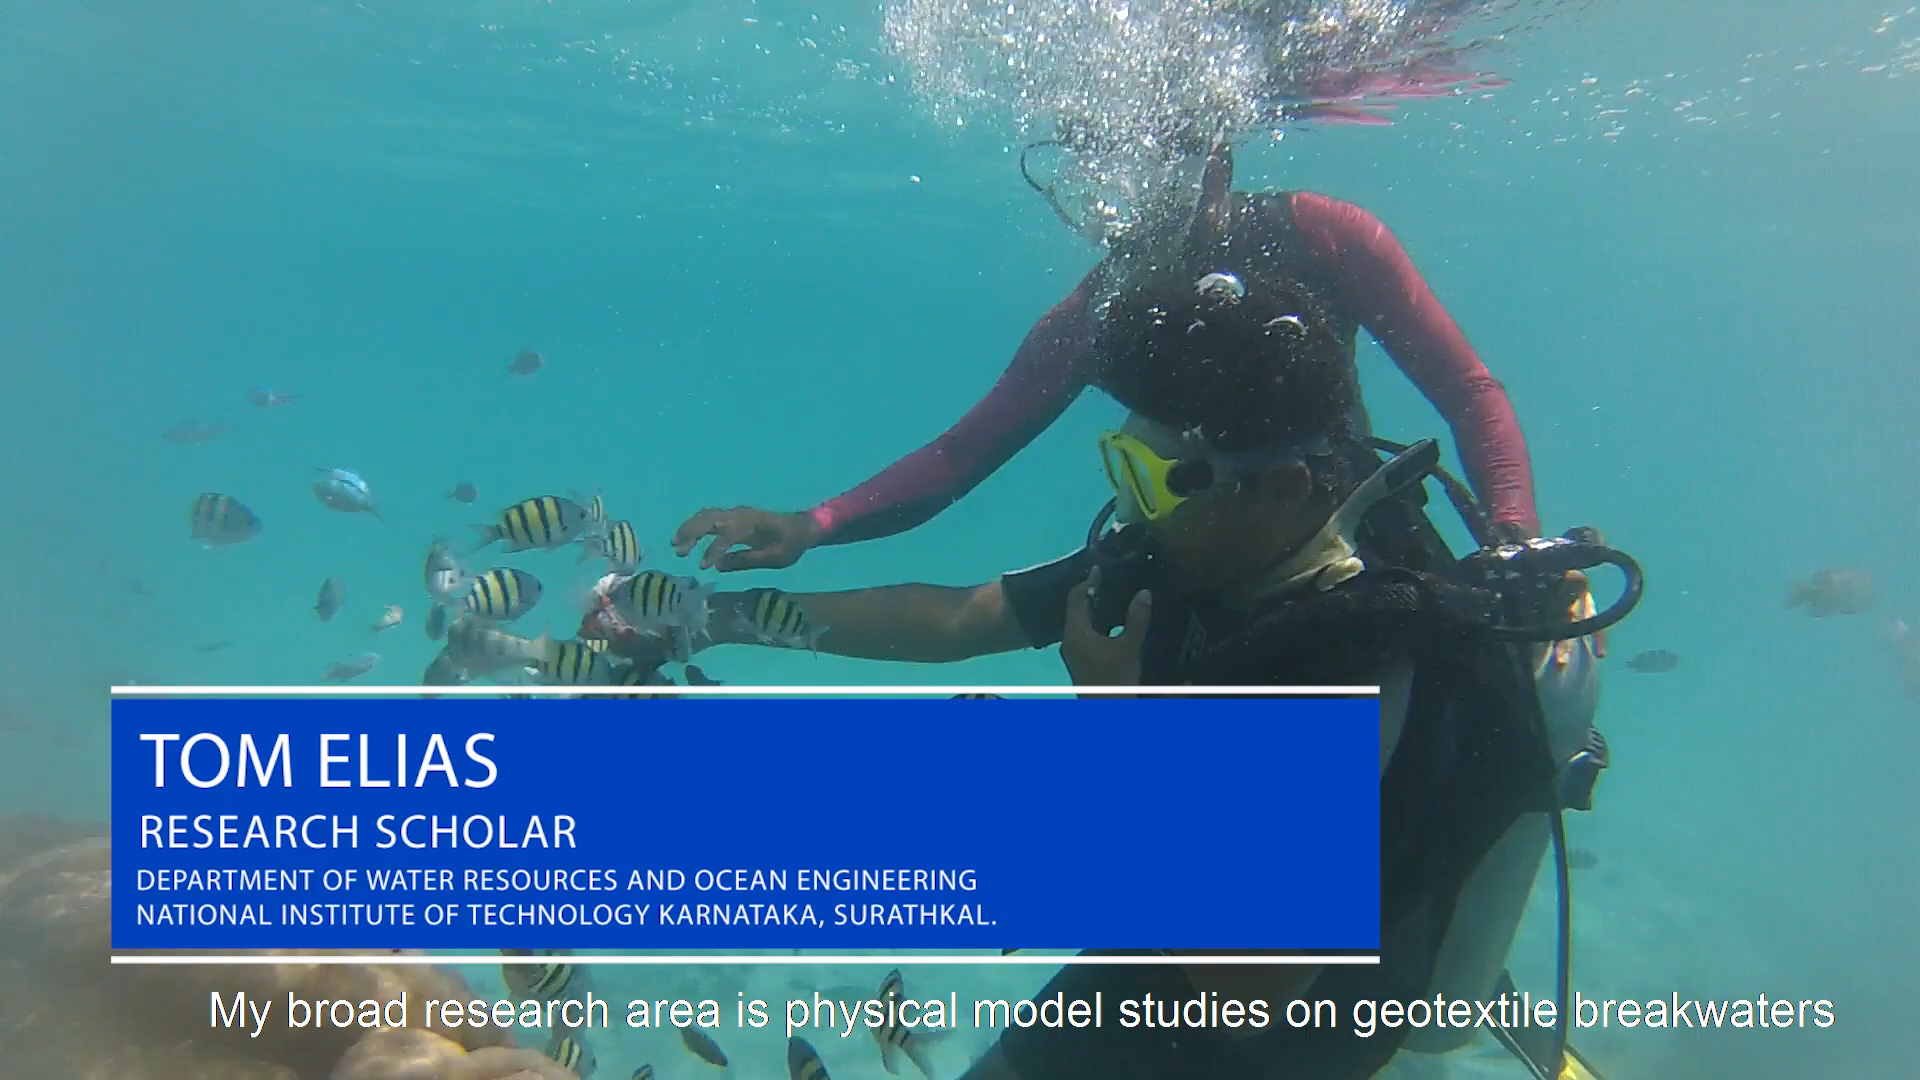 TOM ELIAS
RESEARCH SCHOLAR
DEPARTMENT OF WATER RESOURCES AND OCEAN ENGINEERING
NATIONAL INSTITUTE OF TECHNOLOGY KARNATAKA, SURATHKAL.
My broad research area is physical model studies on geotextile breakwaters